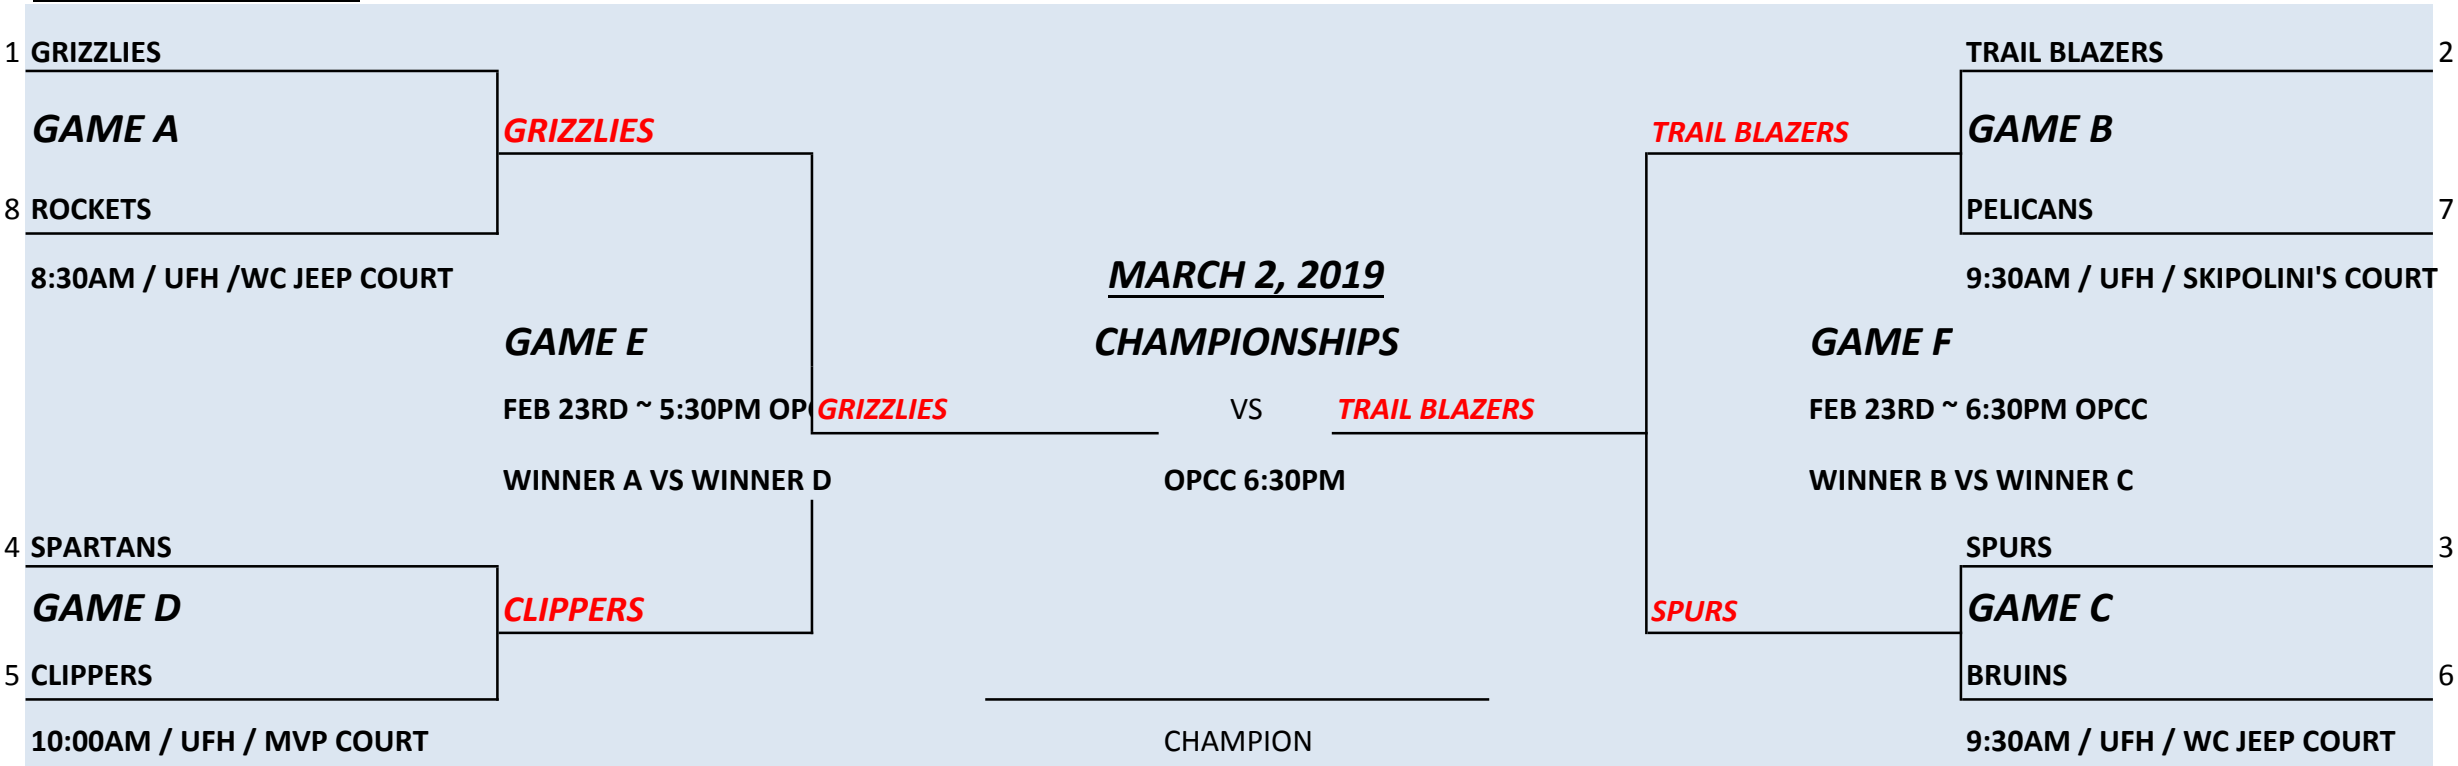 1 GRIZZLIES TRAIL BLAZERS 2
GAME A GRIZZLIES TRAIL BLAZERS GAME B
8 ROCKETS PELICANS 7
8:30AM / UFH /WC JEEP COURT MARCH 2, 2019 9:30AM / UFH / SKIPOLINI'S COURT
GAME E CHAMPIONSHIPS GAME F
FEB 23RD ~ 5:30PM GRIZZLIES VS TRAIL BLAZERS FEB 23RD ~ 6:30PM OPCC
WINNER A VS WINNER D OPCC 6:30PM WINNER B VS WINNER C
4 SPARTANS SPURS 3
GAME D CLIPPERS SPURS GAME C
5 CLIPPERS BRUINS 6
10:00AM / UFH / MVP COURT CHAMPION 9:30AM / UFH / WC JEEP COURT